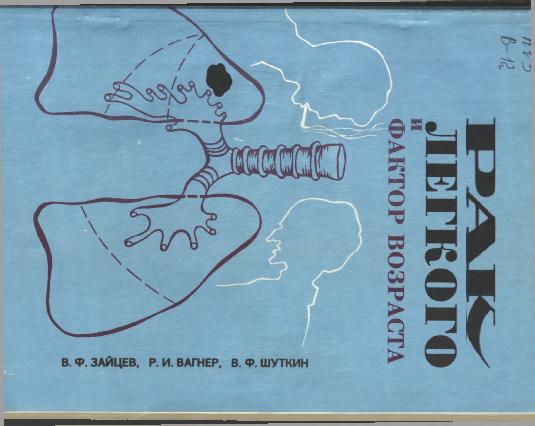 РАК
ЛЕГКОГО
И
ФАКТОР ВОЗРАСТА
В. Ф. ЗАЙЦЕВ, Р. И. ВАГНЕР, В. Ф. ШУТКИН